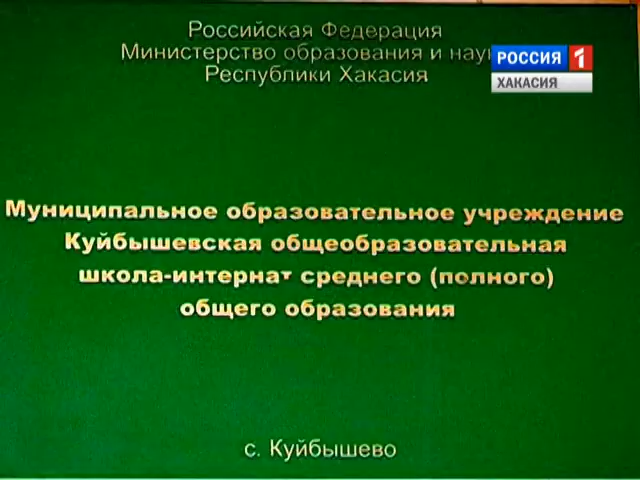 Российская Федерация
Министерство образования и наук
Республики Хакасия
РОССИЯ 1
ХАКАСИЯ
Муниципальное образовательное учреждение
Куйбышевская общеобразовательная
школа-интернат среднего (полного)
общего образования
с. Куйбышево